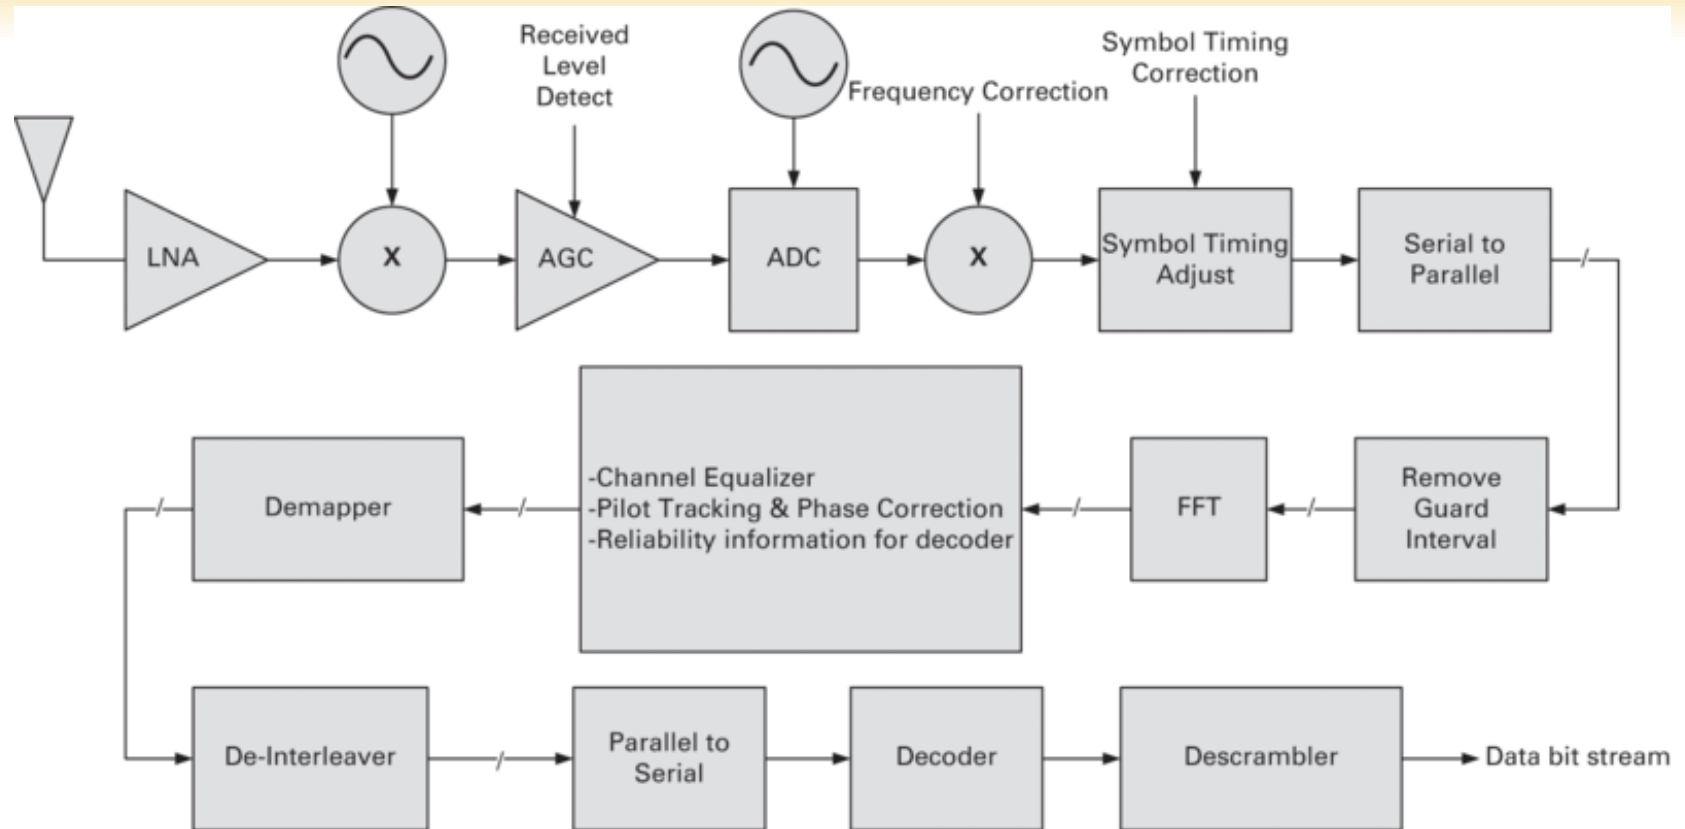 Received
Level
Detect
Frequency Correction
Symbol Timing
Correction
LNA
X
AGC
ADC
X
Symbol Timing
Adjust
Serial to
Parallel
Remove
Guard
Interval
FFT
-Channel Equalizer
-Pilot Tracking & Phase Correction
-Reliability information for decoder
Demapper
De-Interleaver
Parallel to
Serial
Decoder
Descrambler
Data bit stream